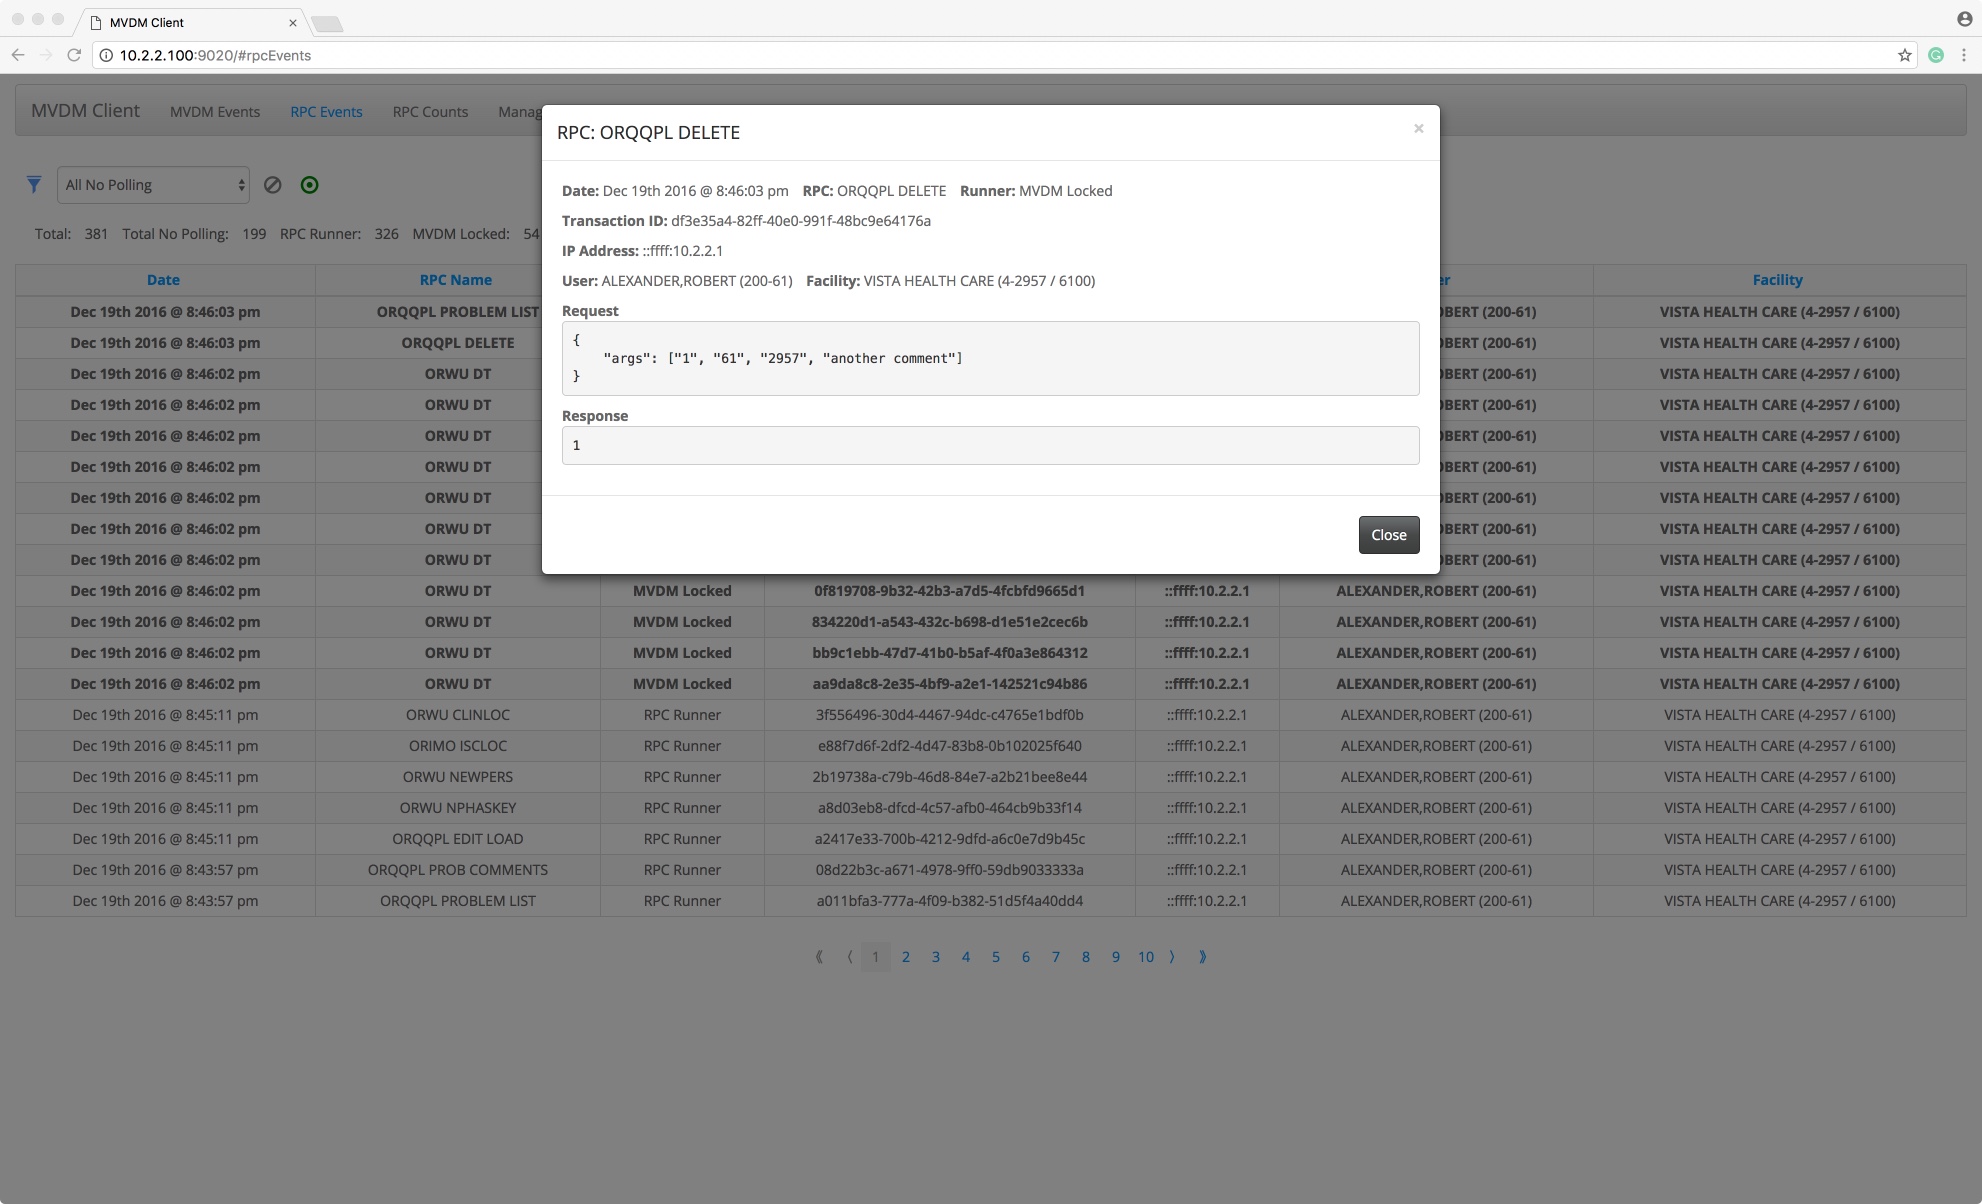 MVDM Client
10.2.2.100:9020/#rpcEvents
MVDM Client MVDM Events RPC Events RPC Counts Manag
All No Polling
Total: 381 Total No Polling: 199 RPC Runner: 326 MVDM Locked: 54
RPC: ORQQPL DELETE ×
Date: Dec 19th 2016 @ 8:46:03 pm RPC: ORQQPL DELETE Runner: MVDM Locked
Transaction ID: df3e35a4-82ff-40e0-991f-48bc9e64176a
IP Address: ::ffff:10.2.2.1
User: ALEXANDER,ROBERT (200-61) Facility: VISTA HEALTH CARE (4-2957 / 6100)
Request
{
"args": ["1", "61", "2957", "another comment"]
}
Response
1
Close
Date RPC Name er Facility
Dec 19th 2016 @ 8:46:03 pm ORQQPL PROBLEM LIST OBERT (200-61) VISTA HEALTH CARE (4-2957 / 6100)
Dec 19th 2016 @ 8:46:03 pm ORQQPL DELETE OBERT (200-61) VISTA HEALTH CARE (4-2957 / 6100)
Dec 19th 2016 @ 8:46:02 pm ORWU DT OBERT (200-61) VISTA HEALTH CARE (4-2957 / 6100)
Dec 19th 2016 @ 8:46:02 pm ORWU DT OBERT (200-61) VISTA HEALTH CARE (4-2957 / 6100)
Dec 19th 2016 @ 8:46:02 pm ORWU DT OBERT (200-61) VISTA HEALTH CARE (4-2957 / 6100)
Dec 19th 2016 @ 8:46:02 pm ORWU DT OBERT (200-61) VISTA HEALTH CARE (4-2957 / 6100)
Dec 19th 2016 @ 8:46:02 pm ORWU DT OBERT (200-61) VISTA HEALTH CARE (4-2957 / 6100)
Dec 19th 2016 @ 8:46:02 pm ORWU DT OBERT (200-61) VISTA HEALTH CARE (4-2957 / 6100)
Dec 19th 2016 @ 8:46:02 pm ORWU DT OBERT (200-61) VISTA HEALTH CARE (4-2957 / 6100)
Dec 19th 2016 @ 8:46:02 pm ORWU DT MVDM Locked 0f819708-9b32-42b3-a7d5-4fcbfd9665d1 ::ffff:10.2.2.1 ALEXANDER,ROBERT (200-61) VISTA HEALTH CARE (4-2957 / 6100)
Dec 19th 2016 @ 8:46:02 pm ORWU DT MVDM Locked 834220d1-a543-432c-b698-d1e51e2cec6b ::ffff:10.2.2.1 ALEXANDER,ROBERT (200-61) VISTA HEALTH CARE (4-2957 / 6100)
Dec 19th 2016 @ 8:46:02 pm ORWU DT MVDM Locked bb9c1ebb-47d7-41b0-b5af-4f0a3e864312 ::ffff:10.2.2.1 ALEXANDER,ROBERT (200-61) VISTA HEALTH CARE (4-2957 / 6100)
Dec 19th 2016 @ 8:46:02 pm ORWU DT MVDM Locked aa9da8c8-2e35-4bf9-a2e1-142521c94b86 ::ffff:10.2.2.1 ALEXANDER,ROBERT (200-61) VISTA HEALTH CARE (4-2957 / 6100)
Dec 19th 2016 @ 8:45:11 pm ORWU CLINLOC RPC Runner 3f556496-30d4-4467-94dc-c4765e1bdf0b ::ffff:10.2.2.1 ALEXANDER,ROBERT (200-61) VISTA HEALTH CARE (4-2957 / 6100)
Dec 19th 2016 @ 8:45:11 pm ORIMO ISCLOC RPC Runner e88f7d6f-2df2-4d47-83b8-0b102025f640 ::ffff:10.2.2.1 ALEXANDER,ROBERT (200-61) VISTA HEALTH CARE (4-2957 / 6100)
Dec 19th 2016 @ 8:45:11 pm ORWU NEWPERS RPC Runner 2b19738a-c79b-46d8-84e7-a2b21bee8e44 ::ffff:10.2.2.1 ALEXANDER,ROBERT (200-61) VISTA HEALTH CARE (4-2957 / 6100)
Dec 19th 2016 @ 8:45:11 pm ORWU NPHASKEY RPC Runner a8d03eb8-dfcd-4c57-afb0-464cb9b33f14 ::ffff:10.2.2.1 ALEXANDER,ROBERT (200-61) VISTA HEALTH CARE (4-2957 / 6100)
Dec 19th 2016 @ 8:45:11 pm ORQQPL EDIT LOAD RPC Runner a2417e33-700b-4212-9dfd-a6c0e7d9b45c ::ffff:10.2.2.1 ALEXANDER,ROBERT (200-61) VISTA HEALTH CARE (4-2957 / 6100)
Dec 19th 2016 @ 8:43:57 pm ORQQPL PROB COMMENTS RPC Runner 08d22b3c-a671-4978-9ff0-59db9033333a ::ffff:10.2.2.1 ALEXANDER,ROBERT (200-61) VISTA HEALTH CARE (4-2957 / 6100)
Dec 19th 2016 @ 8:43:57 pm ORQQPL PROBLEM LIST RPC Runner a011bfa3-777a-4f09-b382-51d5f4a40dd4 ::ffff:10.2.2.1 ALEXANDER,ROBERT (200-61) VISTA HEALTH CARE (4-2957 / 6100)
⟪ ⟨ 1 2 3 4 5 6 7 8 9 10 ⟩ ⟫